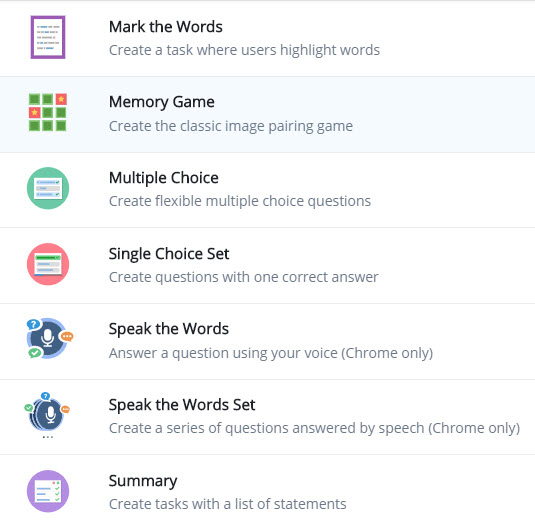 Mark the Words
Create a task where users highlight words
Memory Game
Create the classic image pairing game
Multiple Choice
Create flexible multiple choice questions
Single Choice Set
Create questions with one correct answer
Speak the Words
Answer a question using your voice (Chrome only)
Speak the Words Set
Create a series of questions answered by speech (Chrome only)
Summary
Create tasks with a list of statements